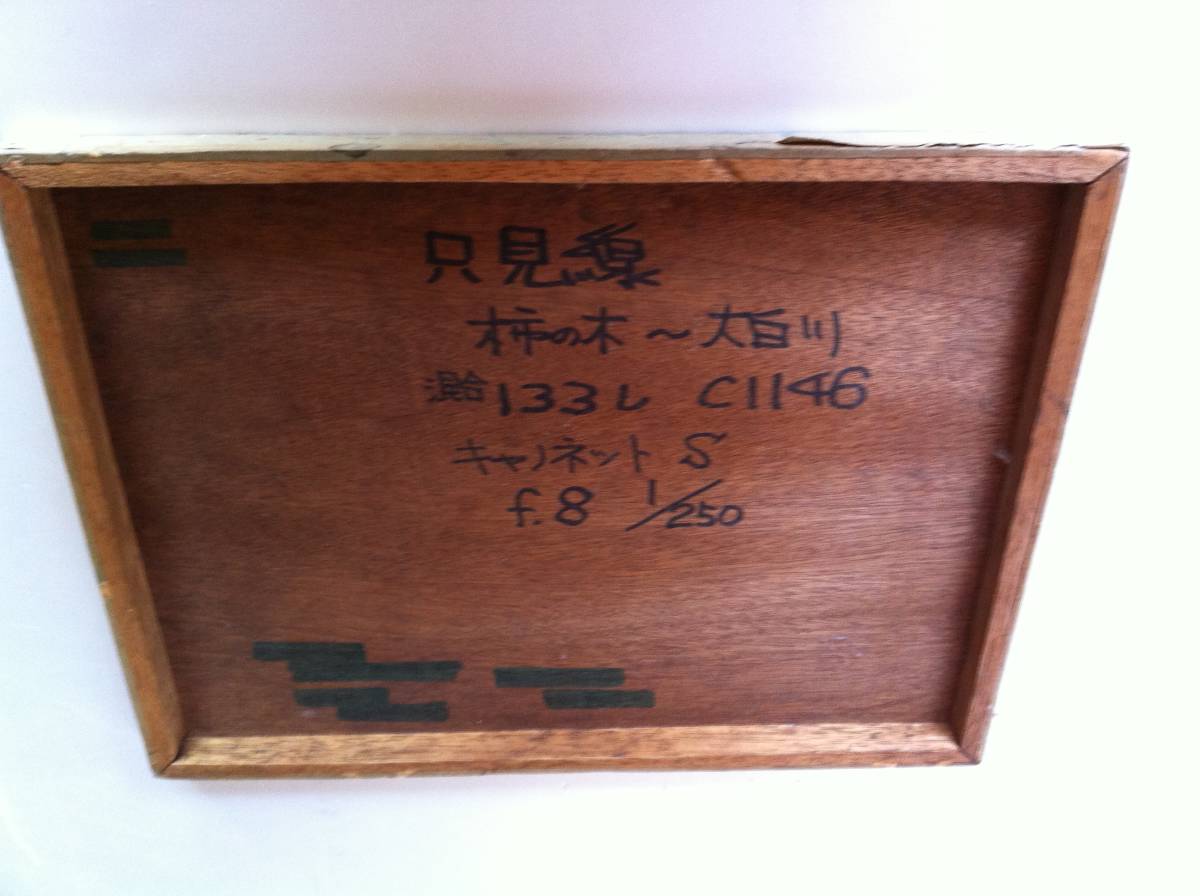 只見線
柿の木～大白川
混 133レ C1146
キャノネット S
f.8 1/250